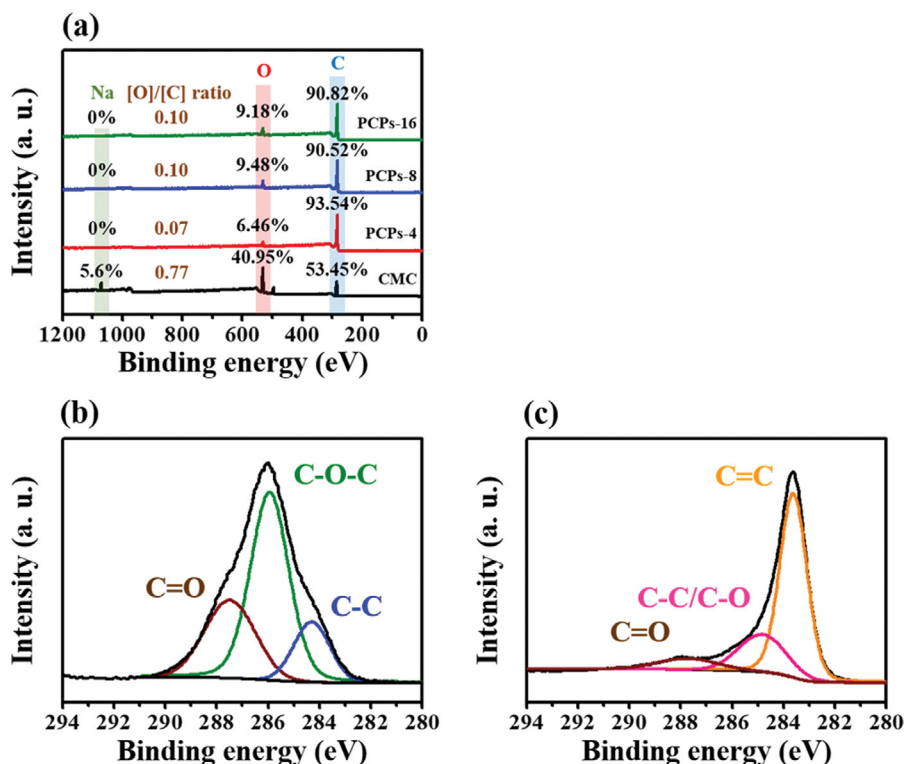 (a)
Na [O]/[C] ratio O C
0% 0.10 9.18% 90.82% PCPs-16
0% 0.10 9.48% 90.52% PCPs-8
0% 0.07 6.46% 93.54% PCPs-4
5.6% 0.77 40.95% 53.45% CMC
Intensity (a. u.)
1200 1000 800 600 400 200 0
Binding energy (eV)
(b)
C-O-C
C=O
C-C
Intensity (a. u.)
294 292 290 288 286 284 282 280
Binding energy (eV)
(c)
C=C
C-C/C-O
C=O
Intensity (a. u.)
294 292 290 288 286 284 282 280
Binding energy (eV)